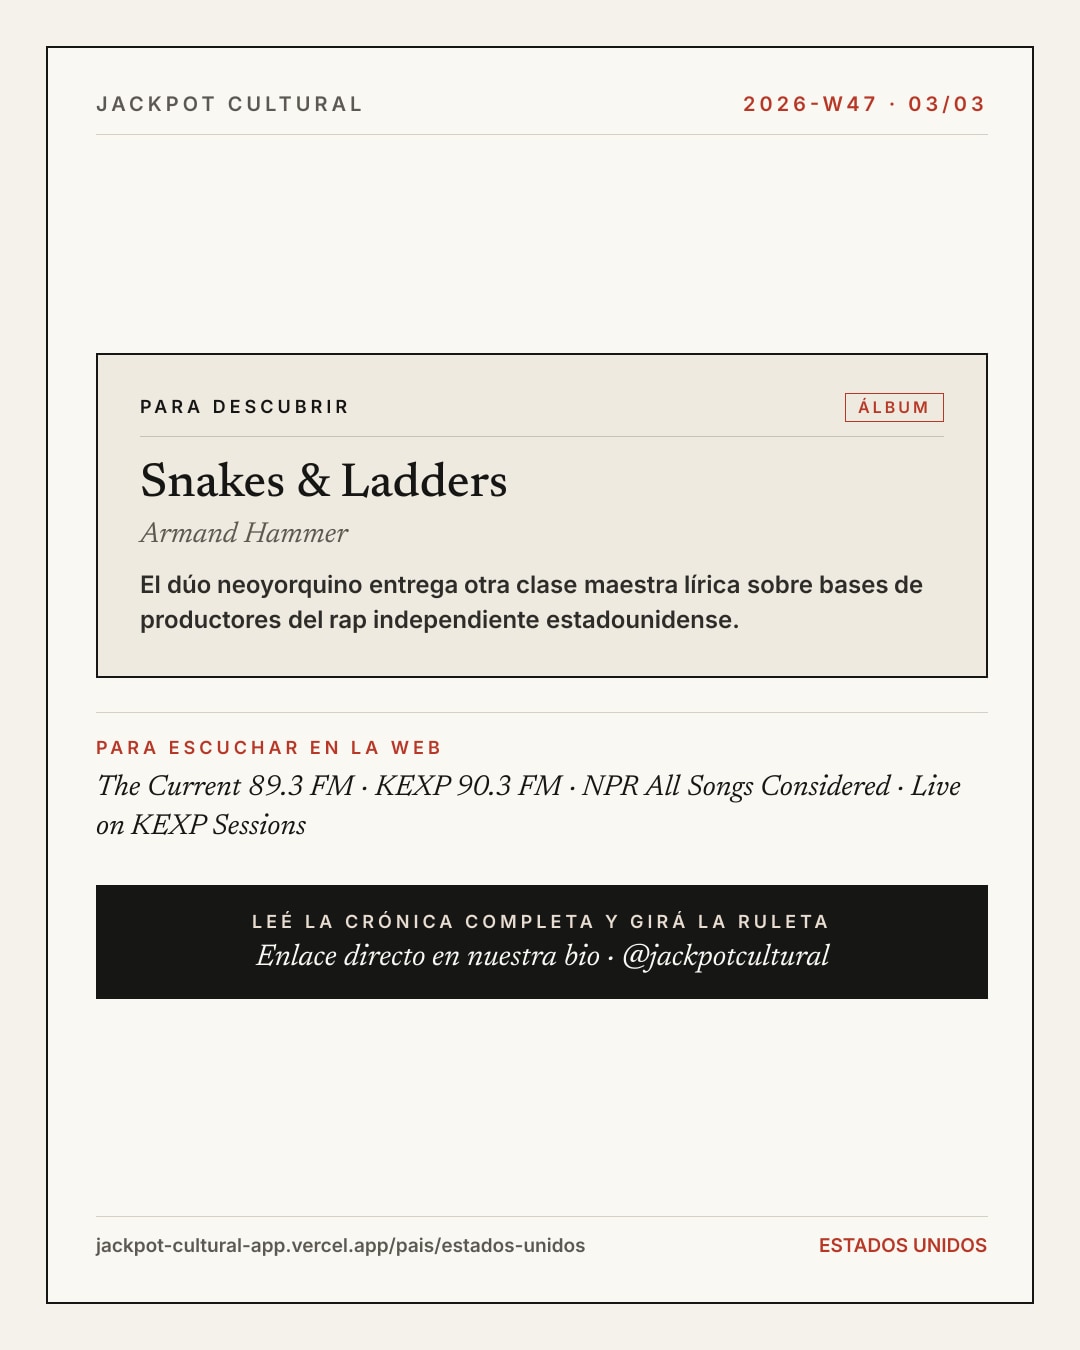 JACKPOT CULTURAL
2026-W47 · 03/03
PARA DESCUBRIR
ÁLBUM
Snakes & Ladders
Armand Hammer
El dúo neoyorquino entrega otra clase maestra lírica sobre bases de
productores del rap independiente estadounidense.
PARA ESCUCHAR EN LA WEB
The Current 89.3 FM · KEXP 90.3 FM · NPR All Songs Considered · Live
on KEXP Sessions
LEÉ LA CRÓNICA COMPLETA Y GIRÁ LA RULETA
Enlace directo en nuestra bio · @jackpotcultural
jackpot-cultural-app.vercel.app/pais/estados-unidos
ESTADOS UNIDOS